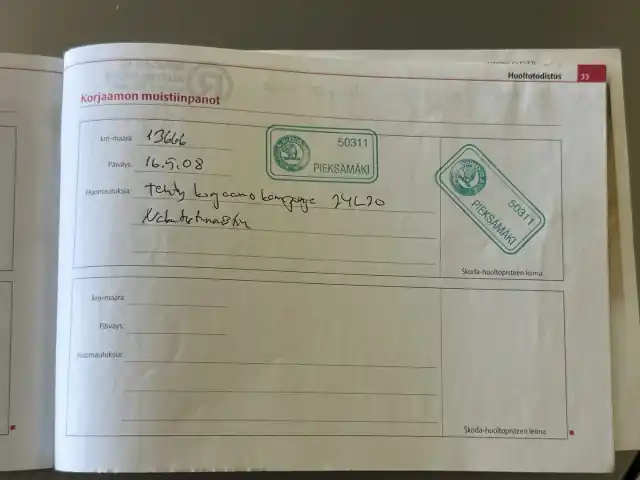 Huoltotodistus 33
Korjaamon muistiinpanot
km-määrä 13666
Päiväys: 16.5.08
Huomautuksia: Tehty 24L20
50311
PIEKSÄMÄKI
50311
PIEKSÄMÄKI
Skoda-huoltopisteen leima
km-määrä
Päiväys:
Huomautuksia:
Skoda-huoltopisteen leima